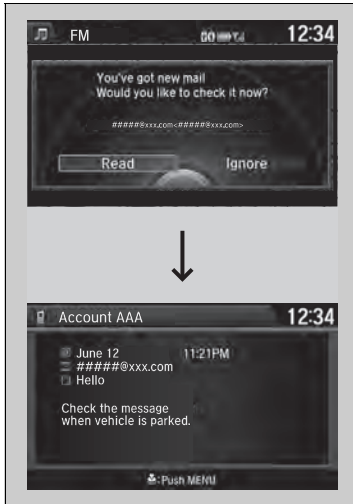 FM 12:34
You've got new mail
Would you like to check it now?
#####@xxx.com<#####@xxx.com>
Read Ignore
Account AAA 12:34
June 12 11:21PM
#####@xxx.com
Hello
Check the message
when vehicle is parked.
:Push MENU